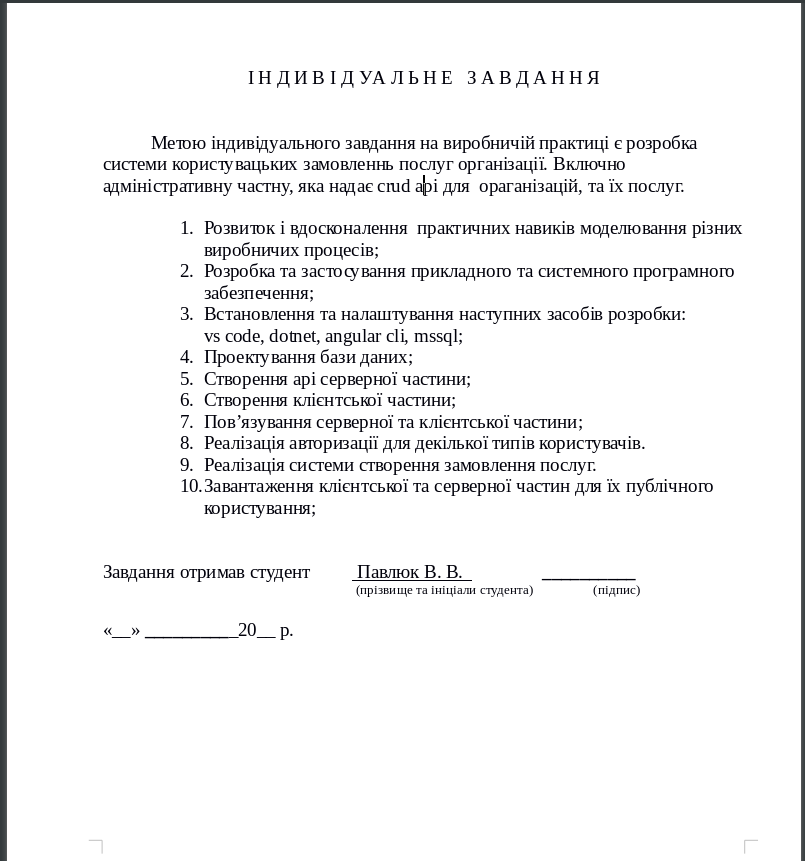 ІНДИВІДУАЛЬНЕ ЗАВДАННЯ
Метою індивідуального завдання на виробничій практиці є розробка
системи користувацьких замовленнь послуг організації. Включно
адміністративну частну, яка надає crud api для  ораганізацій, та їх послуг.
1. Розвиток і вдосконалення  практичних навиків моделювання різних
виробничих процесів;
2. Розробка та застосування прикладного та системного програмного
забезпечення;
3. Встановлення та налаштування наступних засобів розробки:
vs code, dotnet, angular cli, mssql;
4. Проектування бази даних;
5. Створення api серверної частини;
6. Створення клієнтської частини;
7. Пов’язування серверної та клієнтської частини;
8. Реалізація авторизації для декілької типів користувачів.
9. Реалізація системи створення замовлення послуг.
10.Завантаження клієнтської та серверної частин для їх публічного
користування;
Завдання отримав студент Павлюк В. В. __________
(прізвище та ініціали студента) (підпис)
«__» __________20__ р.